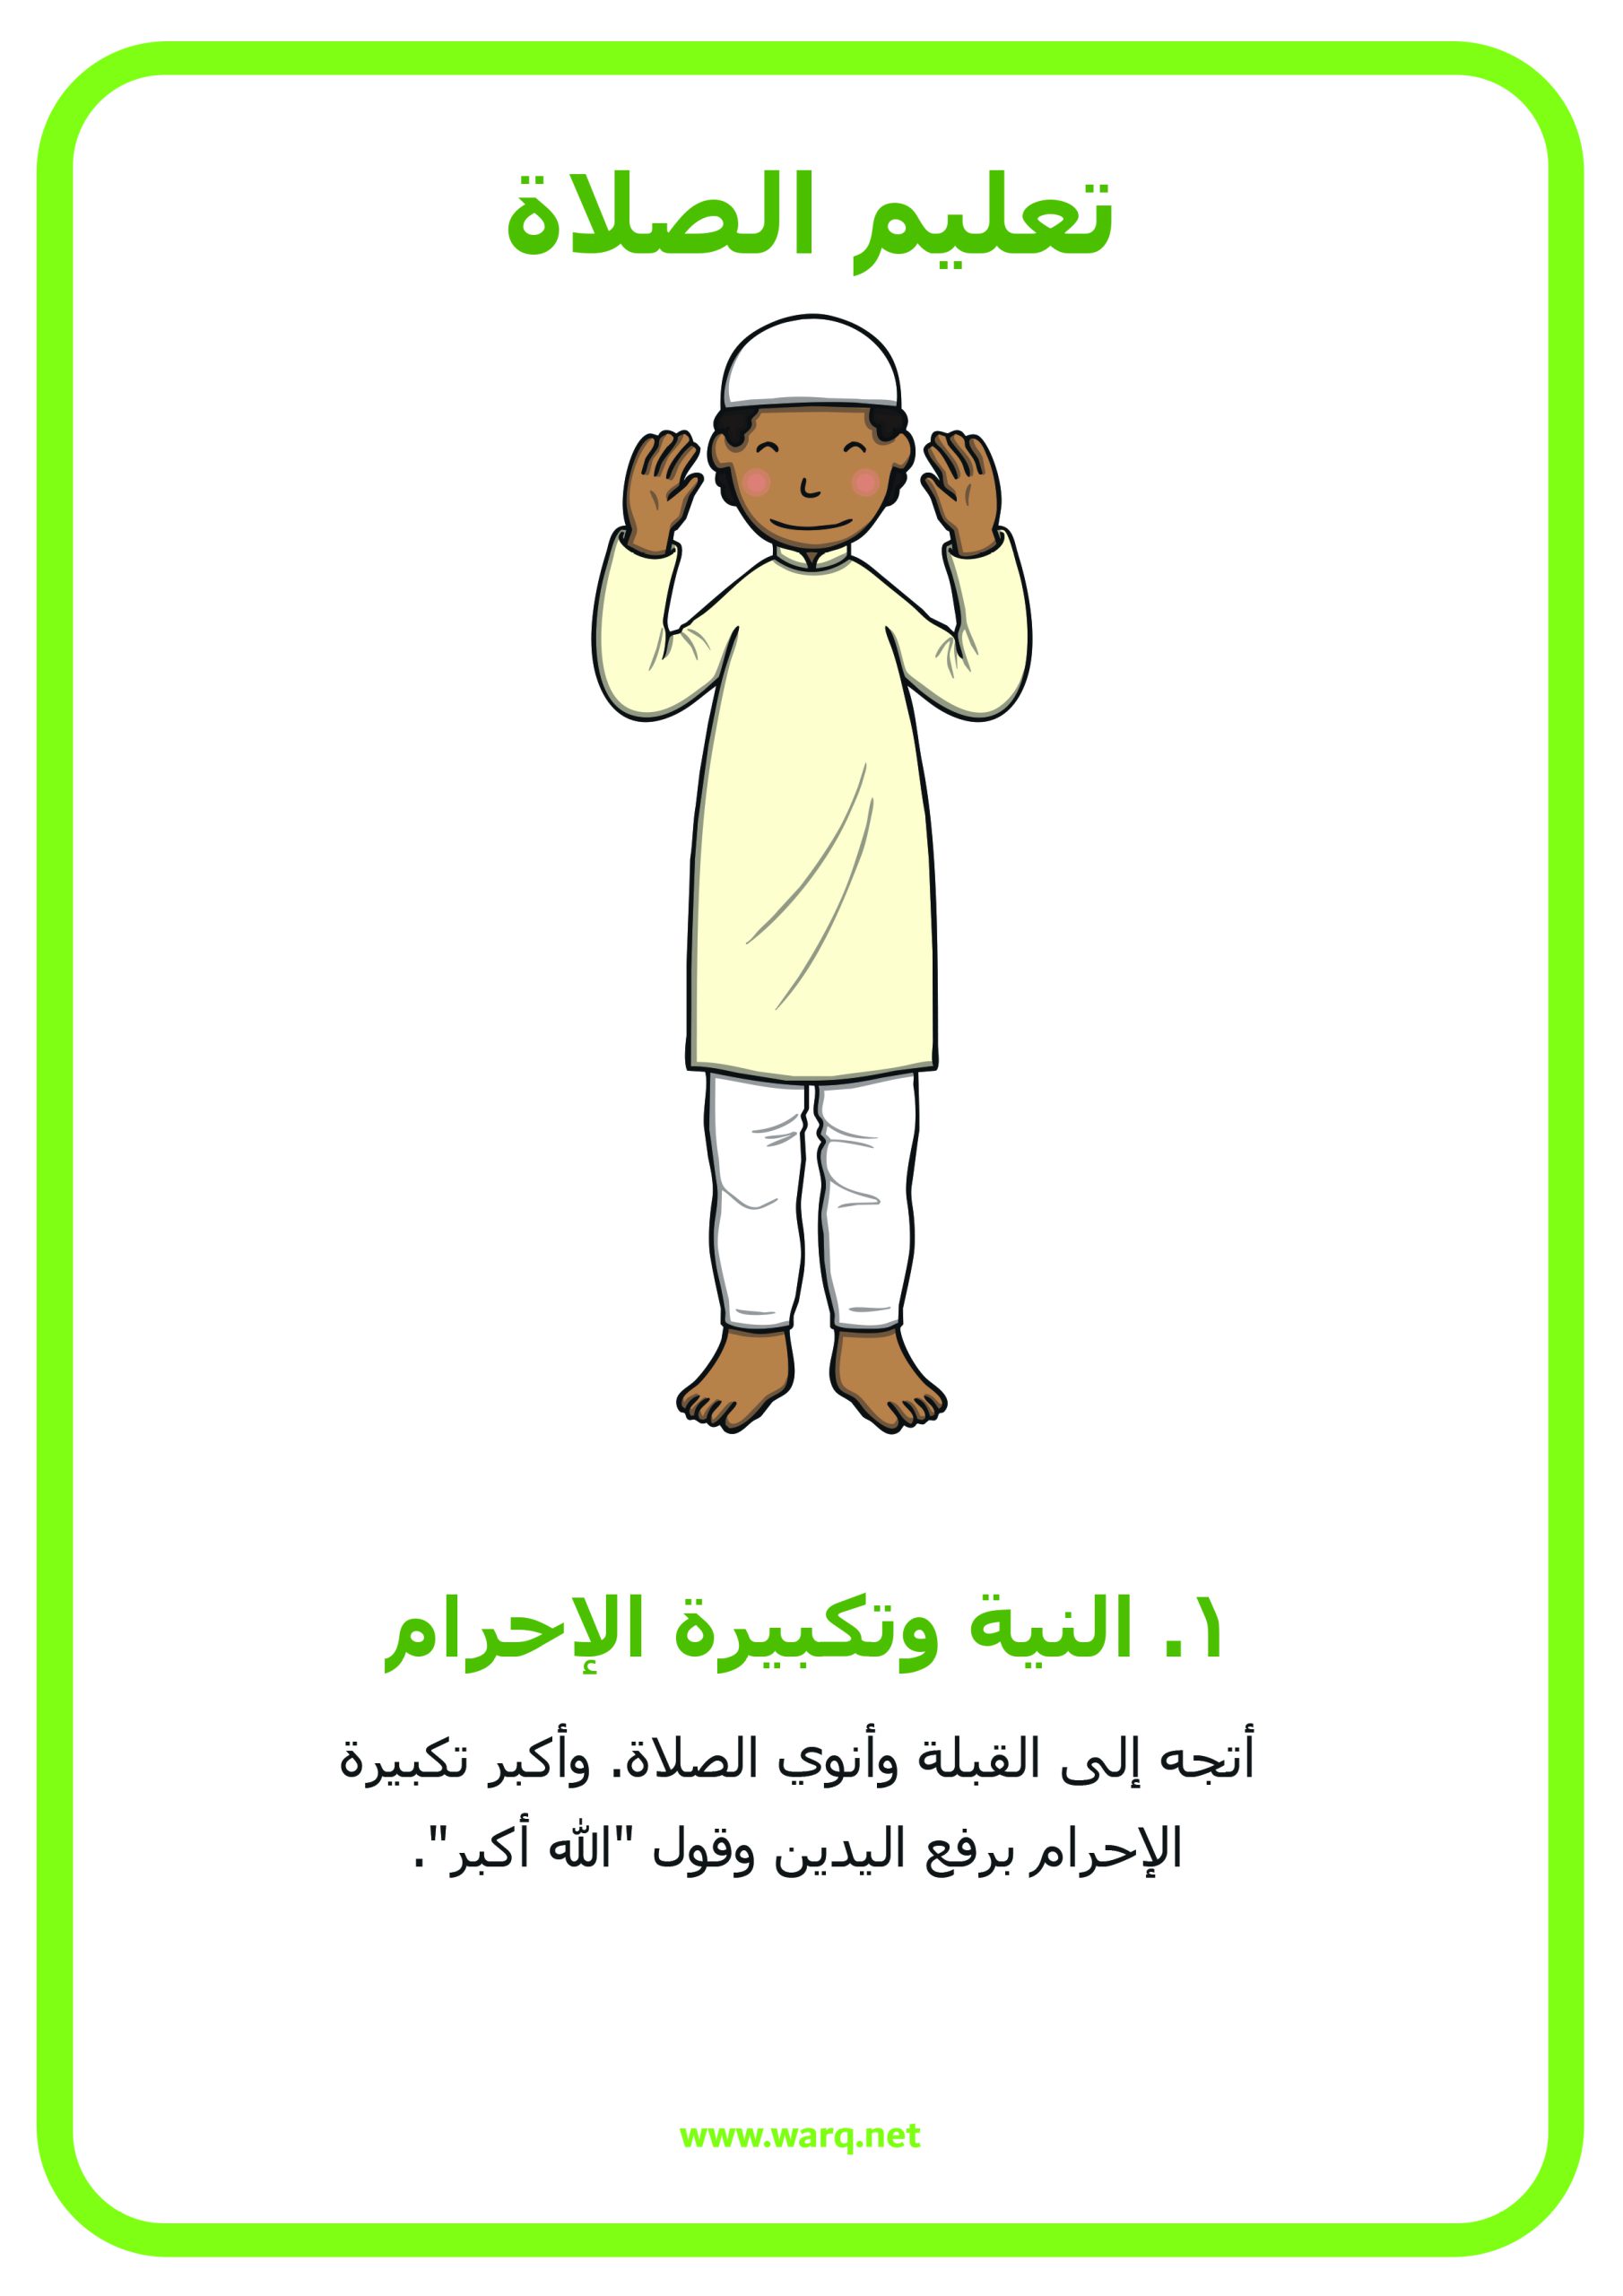 تعليم الصلاة
١. النية وتكبيرة الإحرام
أتجه إلى القبلة وأنوي الصلاة. وأكبر تكبيرة
الإحرام برفع اليدين وقول "الله أكبر".
www.warq.net